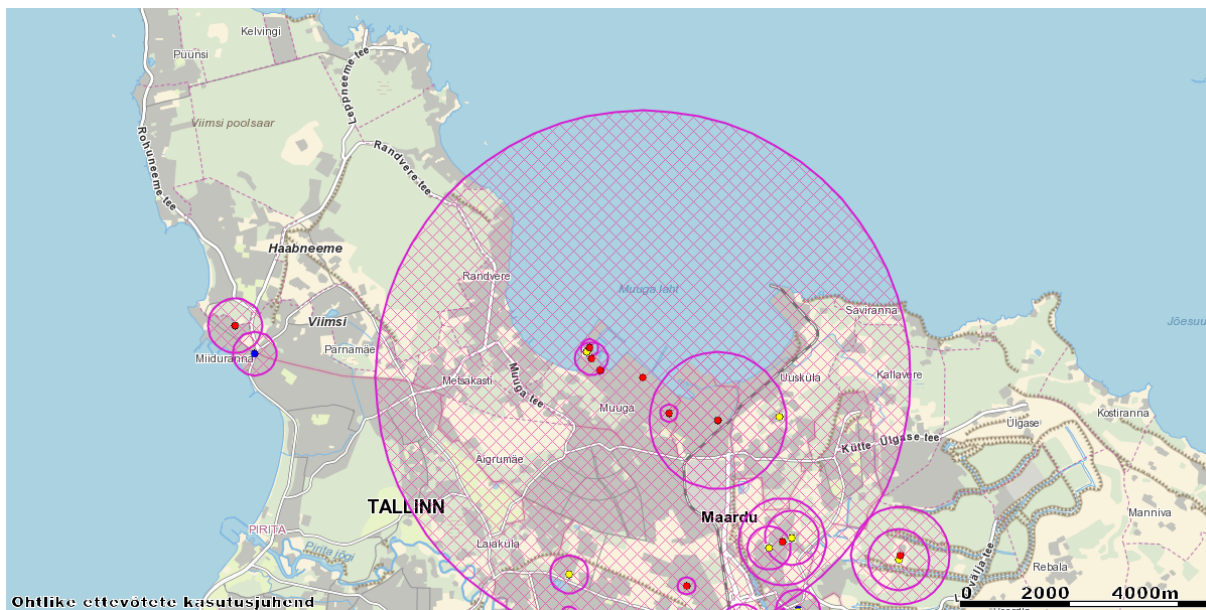 Kelvingi
Püünsi
Leppneeme tee
Viimsi poolsaar
Rohuneeme tee
Randvere tee
Haabneeme
Randvere
Muuga laht
Saviranna
Jõesuu
Viimsi
Miiduranna
Pärnamäe
Metsakasti
Muuga tee
Muuga
Uusküla
Kallavere
Kostiranna
Ülgase
Kütte-Ülgase tee
Aigrumäe
TALLINN
Maardu
Manniva
PIRITA
Pirita jõgi
Laiaküla
Rebala
Ohtlike ettevõtete kasutusjuhend
0 2000 4000m